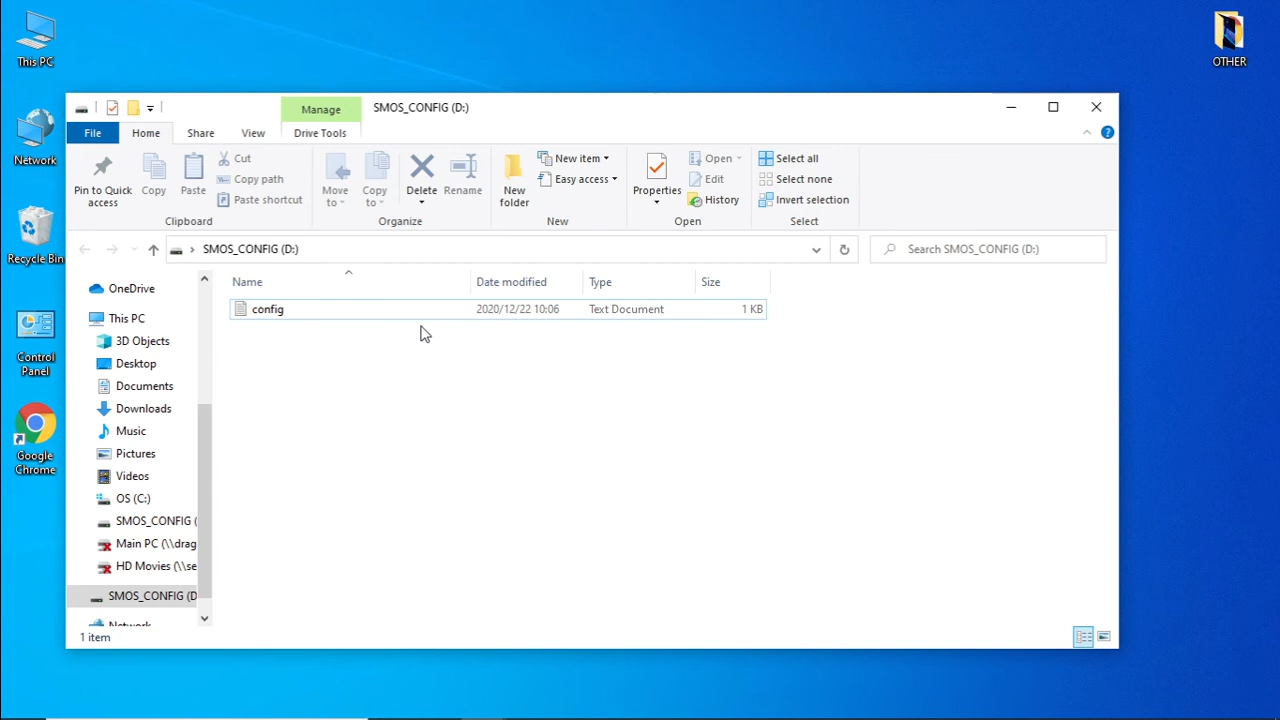 This PC
OTHER
Manage
SMOS_CONFIG (D:)
File
Home
Share
View
Drive Tools
Network
Pin to Quick
access
Copy
Paste
Cut
Copy path
Paste shortcut
Clipboard
Move
to
Copy
to
Delete
Rename
Organize
New
folder
New item
Easy access
New
Properties
Open
Edit
History
Open
Select all
Select none
Invert selection
Select
Recycle Bin
SMOS_CONFIG (D:)
Search SMOS_CONFIG (D:)
Name
Date modified
Type
Size
config
2020/12/22 10:06
Text Document
1 KB
OneDrive
This PC
3D Objects
Desktop
Documents
Downloads
Music
Pictures
Videos
OS (C:)
SMOS_CONFIG (
Main PC (\\drag
HD Movies (\\se
SMOS_CONFIG (D
Network
Control
Panel
Google
Chrome
1 item